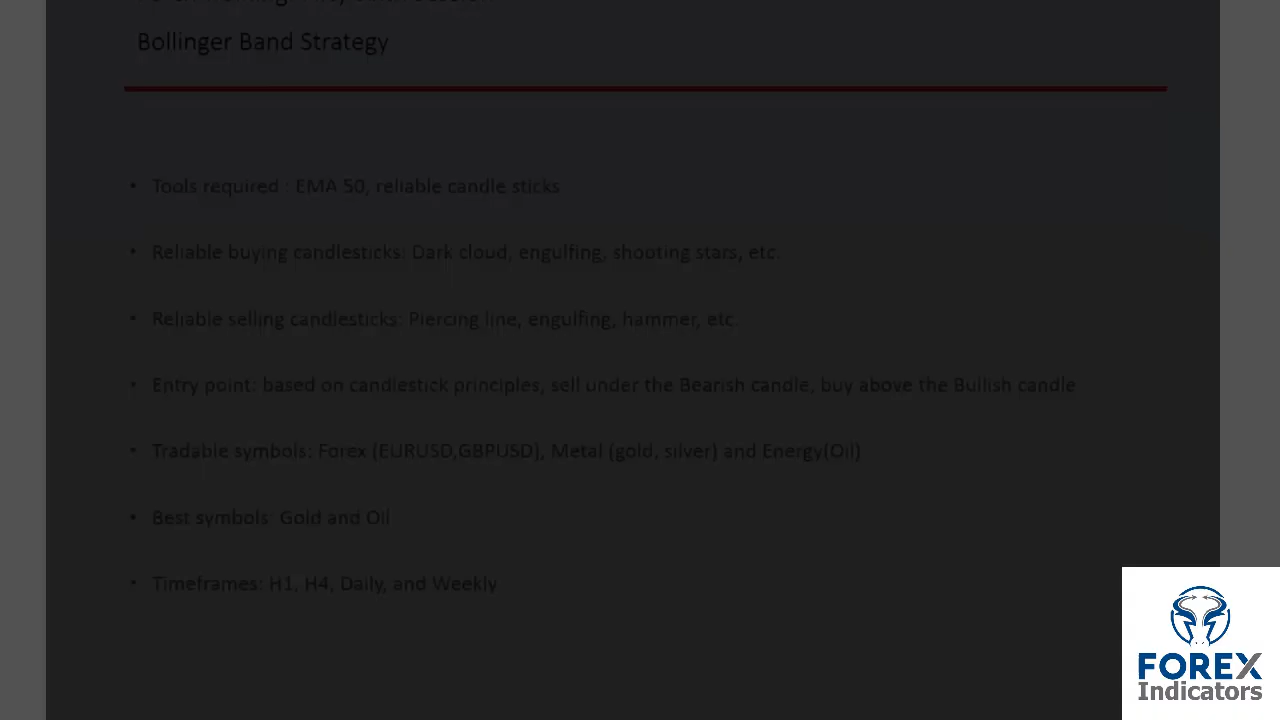 Bollinger Band Strategy
• Tools required : EMA 50, reliable candle sticks
• Reliable buying candlesticks: Dark cloud, engulfing, shooting stars, etc.
• Reliable selling candlesticks: Piercing line, engulfing, hammer, etc.
• Entry point: based on candlestick principles, sell under the Bearish candle, buy above the Bullish candle
• Tradable symbols: Forex (EURUSD,GBPUSD), Metal (gold, silver) and Energy(Oil)
• Best symbols: Gold and Oil
• Timeframes: H1, H4, Daily, and Weekly
FOREX
Indicators